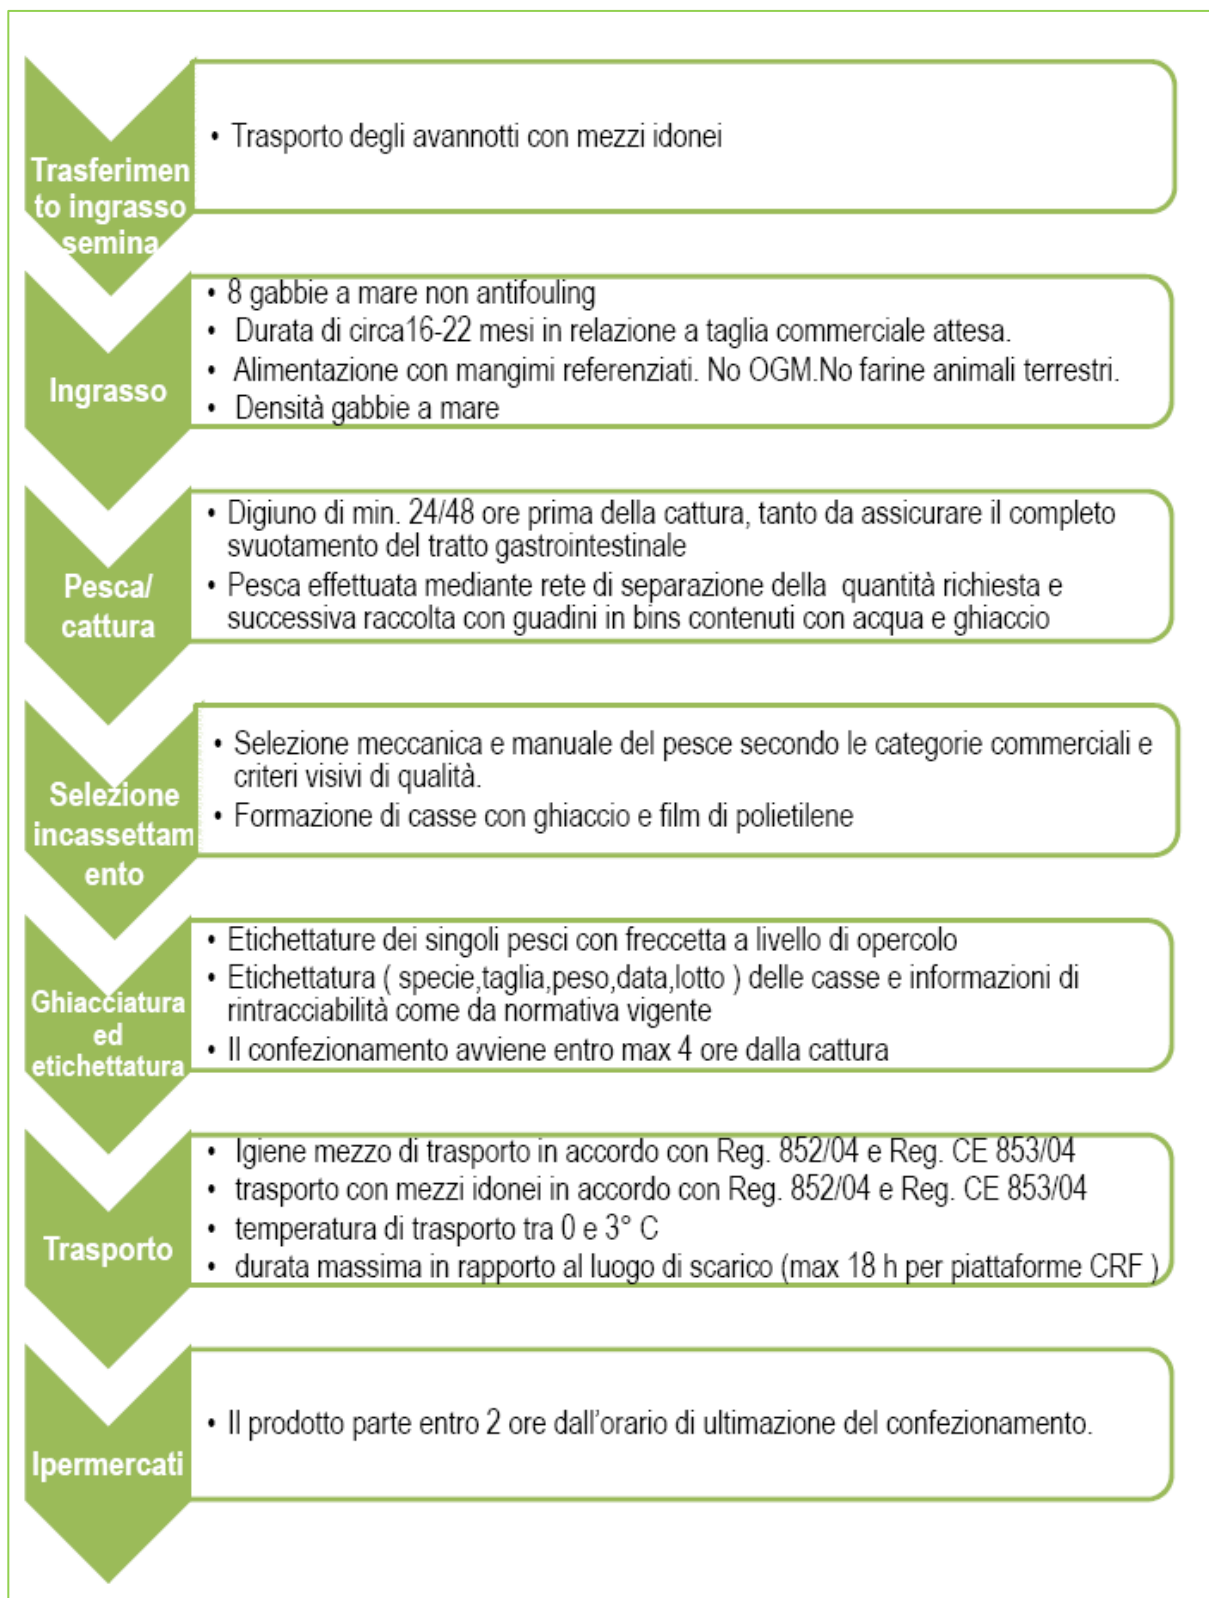 Trasferimen
to ingrasso
semina
• Trasporto degli avannotti con mezzi idonei
Ingrasso
• 8 gabbie a mare non antifouling
• Durata di circa16-22 mesi in relazione a taglia commerciale attesa.
• Alimentazione con mangimi referenziati. No OGM.No farine animali terrestri.
• Densità gabbie a mare
Pesca/
cattura
• Digiuno di min. 24/48 ore prima della cattura, tanto da assicurare il completo
svuotamento del tratto gastrointestinale
• Pesca effettuata mediante rete di separazione della quantità richiesta e
successiva raccolta con guadini in bins contenuti con acqua e ghiaccio
Selezione
incassettam
ento
• Selezione meccanica e manuale del pesce secondo le categorie commerciali e
criteri visivi di qualità.
• Formazione di casse con ghiaccio e film di polietilene
Ghiacciatura
ed
etichettatura
• Etichettature dei singoli pesci con freccetta a livello di opercolo
• Etichettatura ( specie,taglia,peso,data,lotto ) delle casse e informazioni di
rintracciabilità come da normativa vigente
• Il confezionamento avviene entro max 4 ore dalla cattura
Trasporto
• Igiene mezzo di trasporto in accordo con Reg. 852/04 e Reg. CE 853/04
• trasporto con mezzi idonei in accordo con Reg. 852/04 e Reg. CE 853/04
• temperatura di trasporto tra 0 e 3° C
• durata massima in rapporto al luogo di scarico (max 18 h per piattaforme CRF )
Ipermercati
• Il prodotto parte entro 2 ore dall'orario di ultimazione del confezionamento.